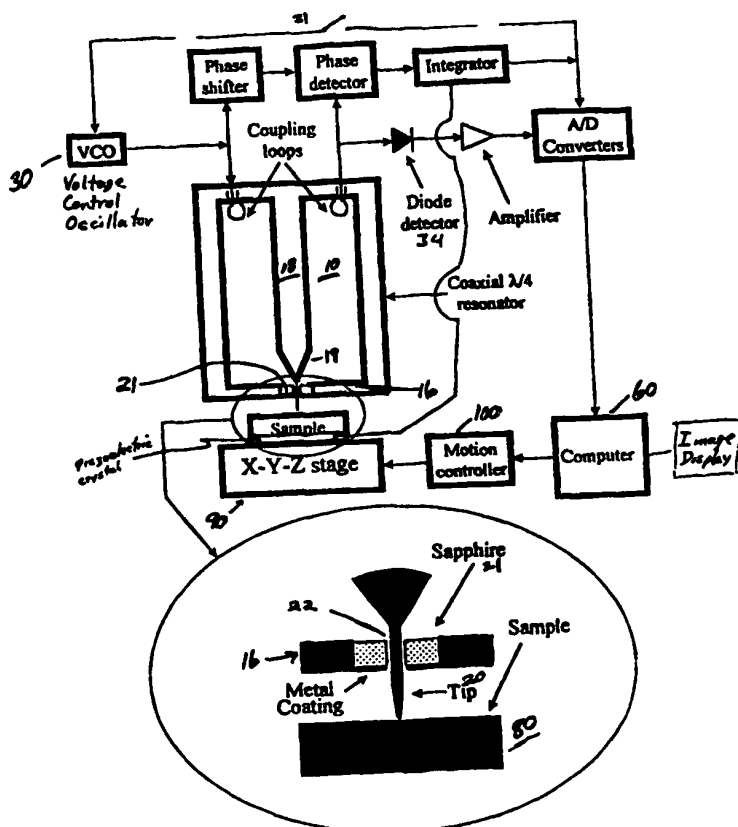 21
Phase
shifter
Phase
detector
Integrator
30
VCO
Voltage
Control
Oscillator
Coupling
loops
A/D
Converters
Diode
detector
34
Amplifier
18
10
Coaxial λ/4
resonator
19
21
16
Sample
Piezoelectric
crystal
X-Y-Z stage
90
100
Motion
controller
60
Computer
Image
Display
Sapphire
21
22
Sample
16
Metal
Coating
Tip 20
80